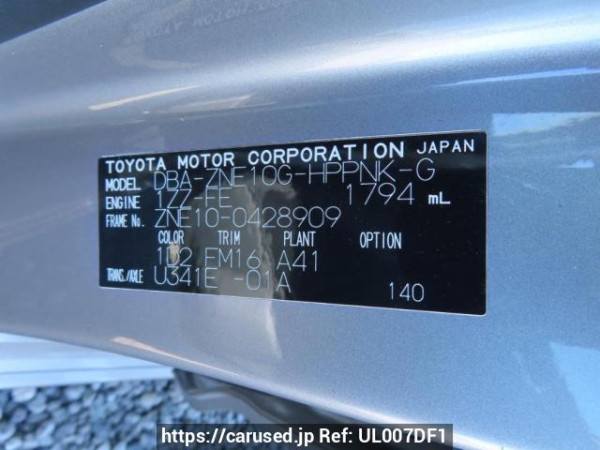 TOYOTA MOTOR CORPORATION JAPAN
MODEL DBA-ZNE10G-HPPNK-G
ENGINE 1ZZ-FE 1794 mL
FRAME No. ZNE10-0428909
COLOR TRIM PLANT OPTION
1D2 FM16 A41
TRANS./AXLE U341E -01A
140
https://carused.jp Ref: UL007DF1